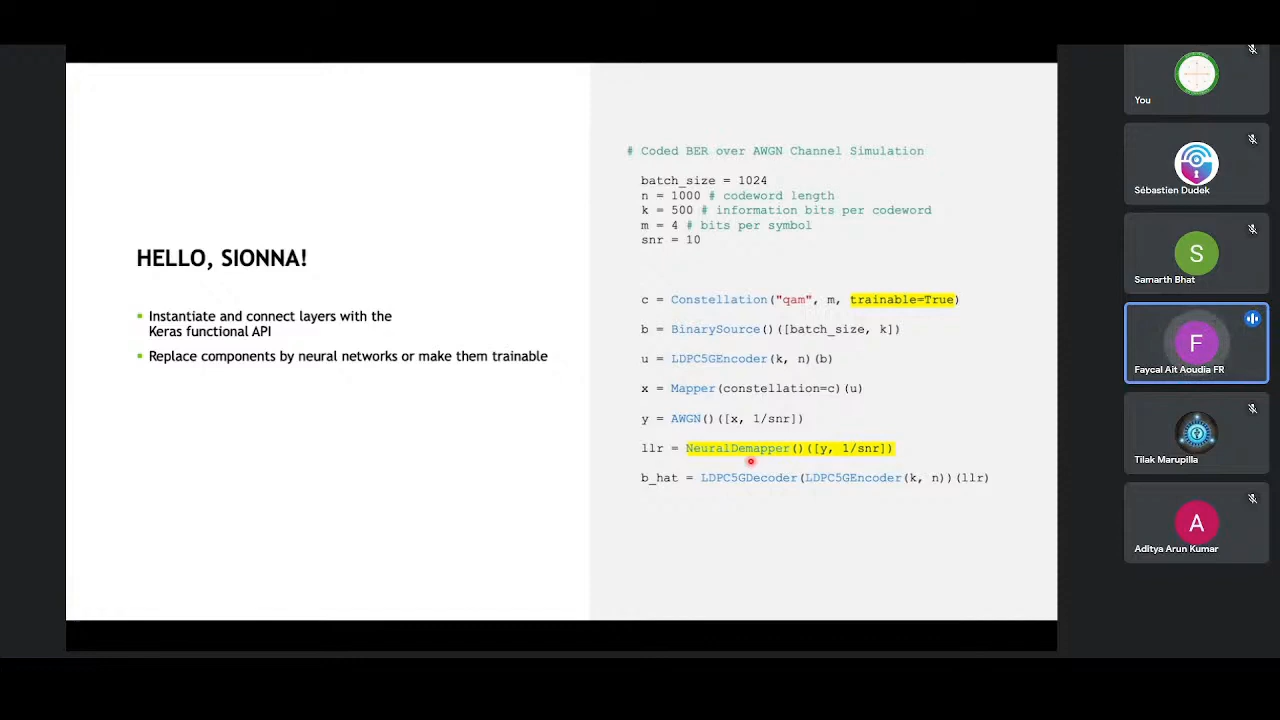 HELLO, SIONNA!
Instantiate and connect layers with the
Keras functional API
Replace components by neural networks or make them trainable
# Coded BER over AWGN Channel Simulation
batch_size = 1024
n = 1000 # codeword length
k = 500 # information bits per codeword
m = 4 # bits per symbol
snr = 10
c = Constellation("qam", m, trainable=True)
b = BinarySource()([batch_size, k])
u = LDPC5GEncoder(k, n)(b)
x = Mapper(constellation=c)(u)
y = AWGN()([x, 1/snr])
llr = NeuralDemapper()([y, 1/snr])
b_hat = LDPC5GDecoder(LDPC5GEncoder(k, n))(llr)
You
Sébastien Dudek
S
Samarth Bhat
F
Faycal Ait Aoudia FR
Tilak Marupilla
A
Aditya Arun Kumar